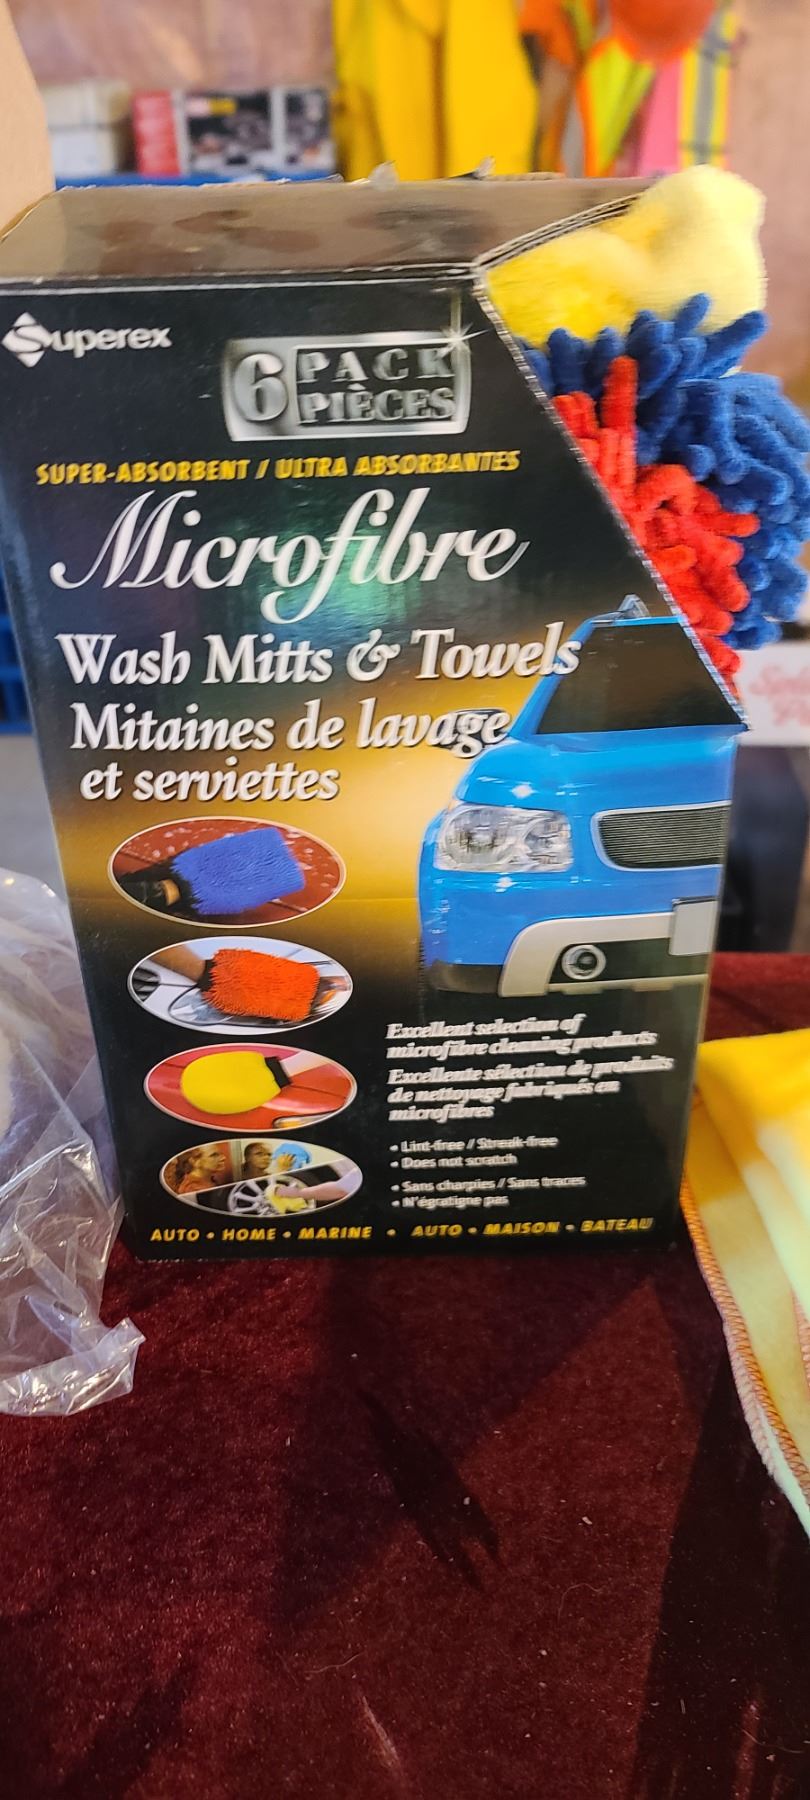 Superex
6 PACK
PIÈCES
SUPER-ABSORBENT / ULTRA ABSORBANTES
Microfibre
Wash Mitts & Towels
Mitaines de lavage
et serviettes
Excellent selection of
microfibre cleaning products
Excellente sélection de produits
de nettoyage fabriqués en
microfibres
• Lint-free / Streak-free
• Does not scratch
• Sans charpies / Sans traces
• N'égratigne pas
AUTO • HOME • MARINE • AUTO • MAISON • BATEAU